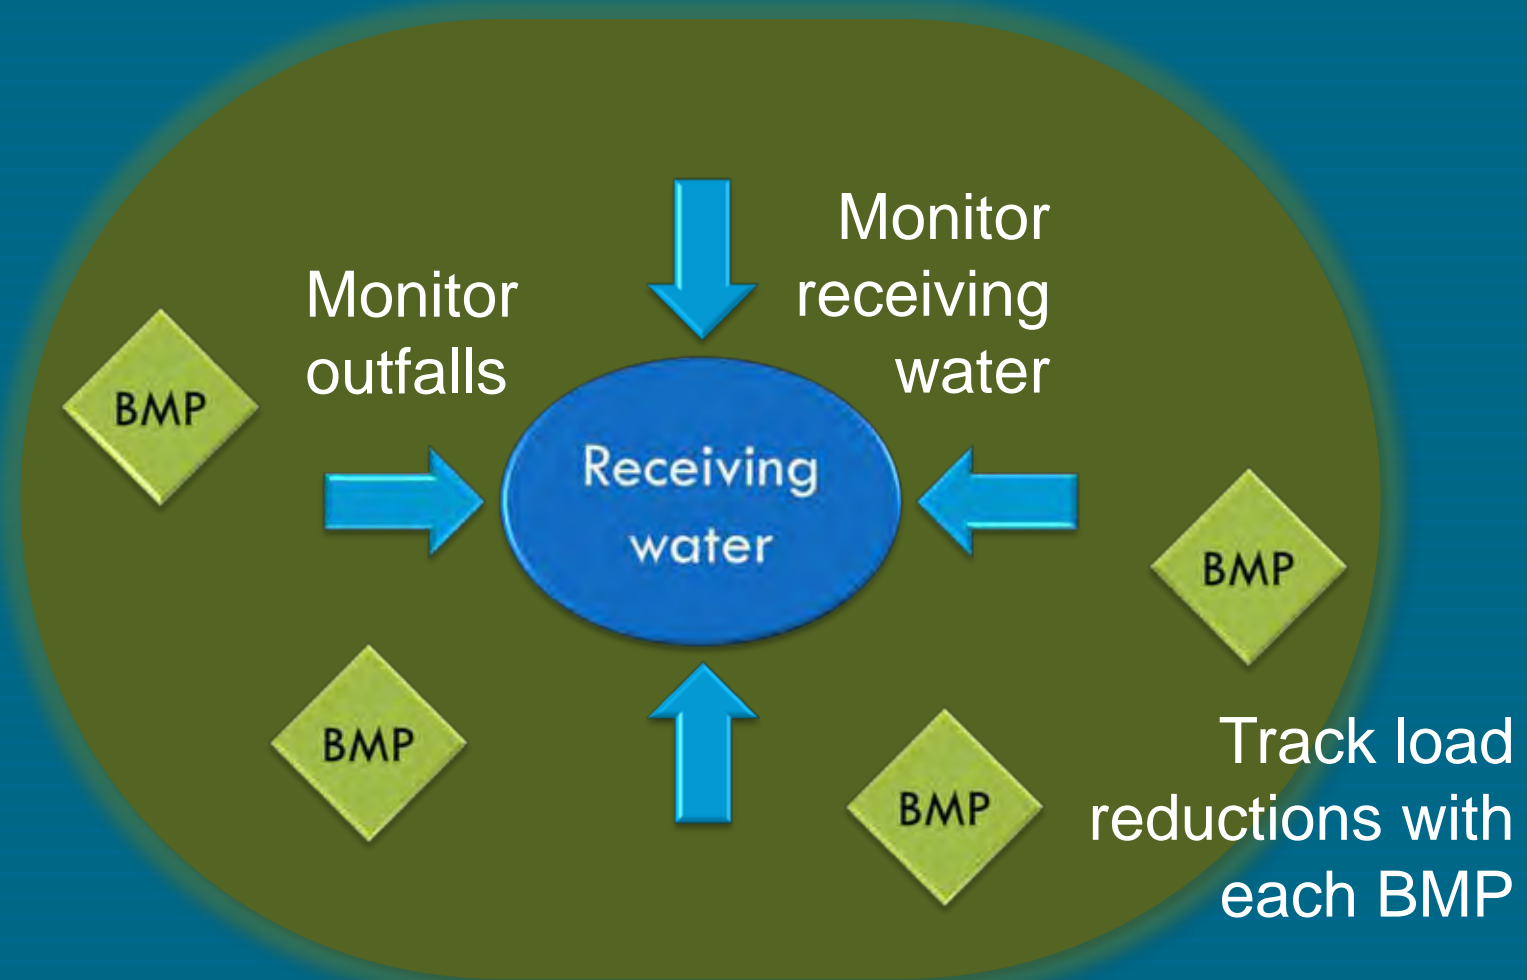 Monitor
receiving
water
Monitor
outfalls
BMP
Receiving
water
BMP
BMP
BMP
Track load
reductions with
each BMP